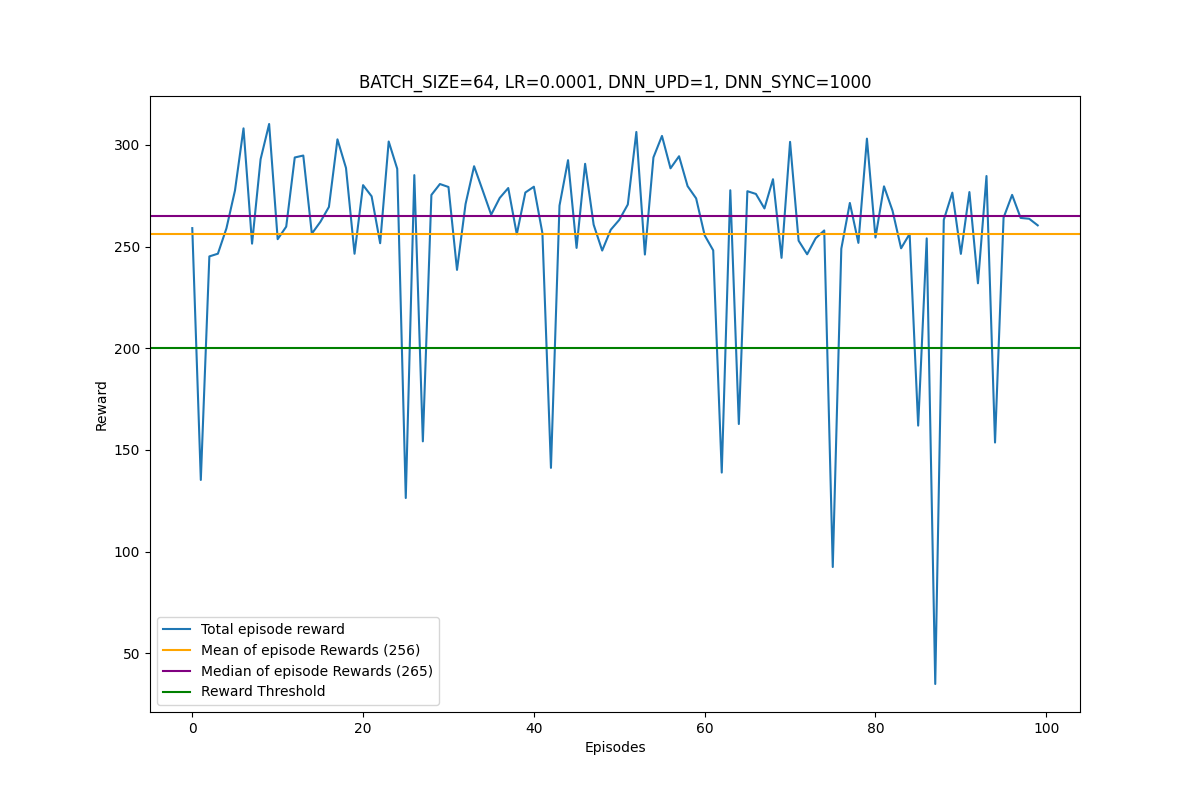 BATCH_SIZE=64, LR=0.0001, DNN_UPD=1, DNN_SYNC=1000
300
250
200
150
100
50
Reward
Total episode reward
Mean of episode Rewards (256)
Median of episode Rewards (265)
Reward Threshold
0 20 40 60 80 100
Episodes